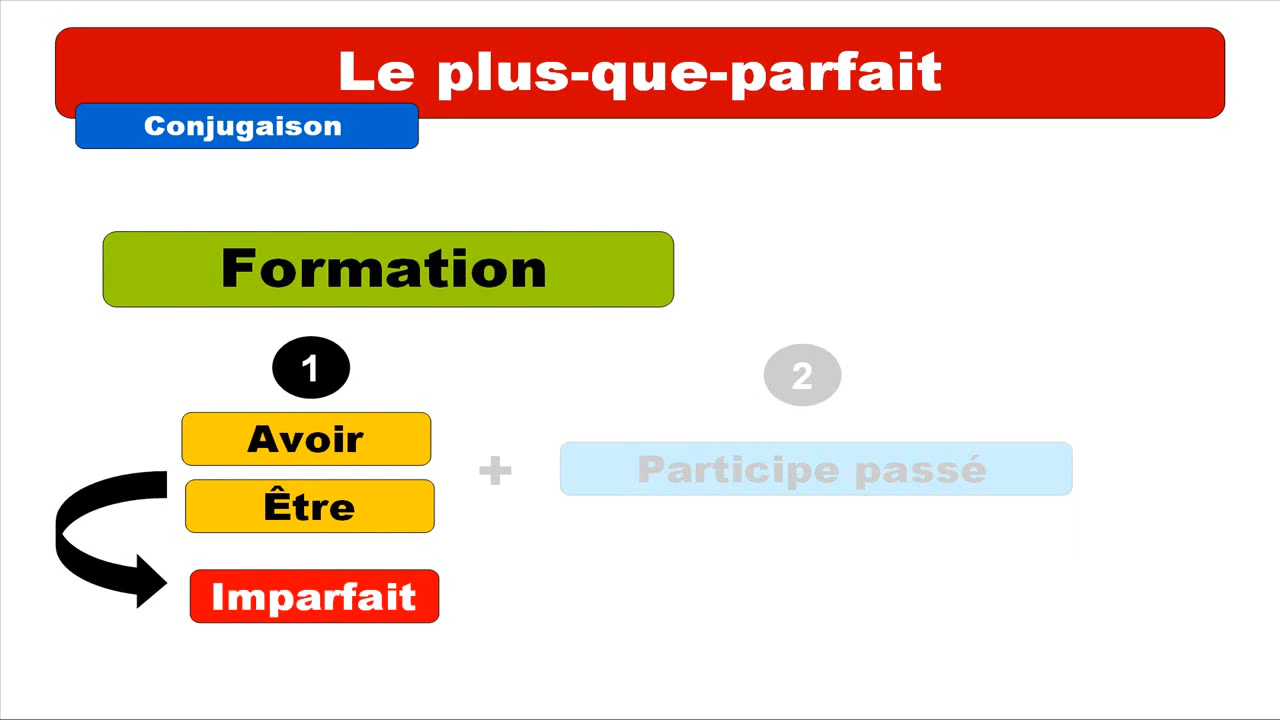 Le plus-que-parfait
Conjugaison
Formation
1
2
Avoir
Être
+
Participe passé
Imparfait